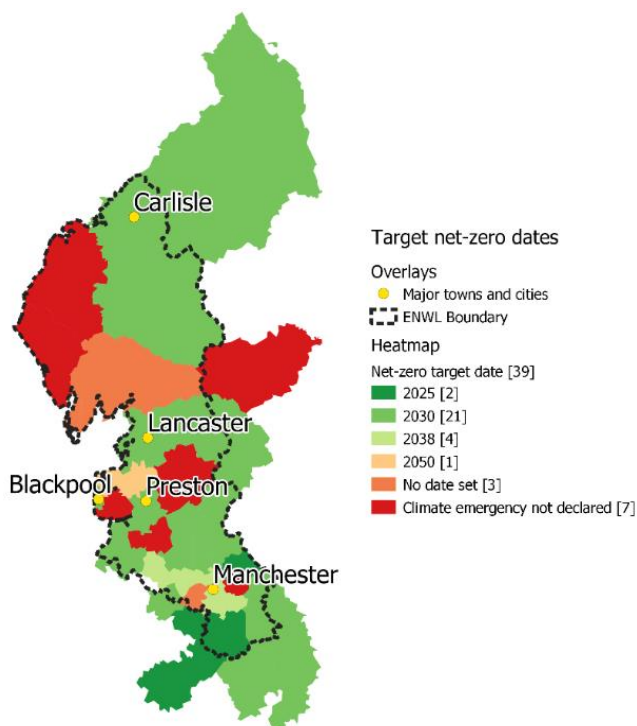 Carlisle
Target net-zero dates
Overlays
Major towns and cities
ENWL Boundary
Heatmap
Net-zero target date [39]
2025 [2]
2030 [21]
2038 [4]
2050 [1]
No date set [3]
Climate emergency not declared [7]
Lancaster
Blackpool
Preston
Manchester